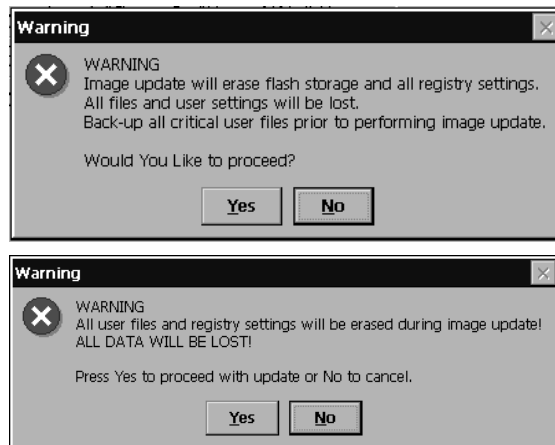 Warning
WARNING
Image update will erase flash storage and all registry settings.
All files and user settings will be lost.
Back-up all critical user files prior to performing image update.
Would You Like to proceed?
Yes No
Warning
WARNING
All user files and registry settings will be erased during image update!
ALL DATA WILL BE LOST!
Press Yes to proceed with update or No to cancel.
Yes No